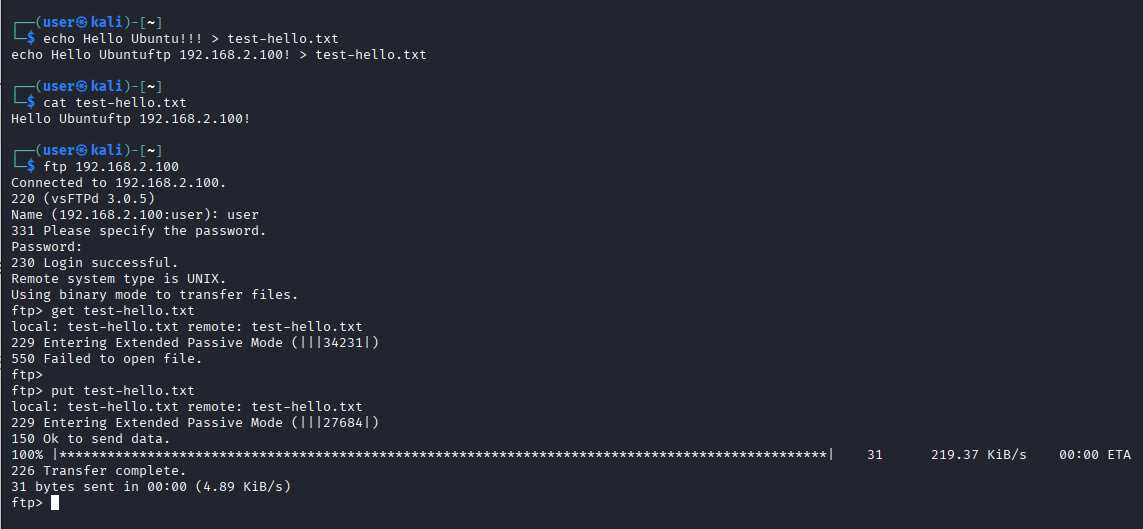 ┌──(user㉿kali)-[~]
└─$ echo Hello Ubuntu!!! > test-hello.txt
echo Hello Ubuntuftp 192.168.2.100! > test-hello.txt
┌──(user㉿kali)-[~]
└─$ cat test-hello.txt
Hello Ubuntuftp 192.168.2.100!
┌──(user㉿kali)-[~]
└─$ ftp 192.168.2.100
Connected to 192.168.2.100.
220 (vsFTPd 3.0.5)
Name (192.168.2.100:user): user
331 Please specify the password.
Password:
230 Login successful.
Remote system type is UNIX.
Using binary mode to transfer files.
ftp> get test-hello.txt
local: test-hello.txt remote: test-hello.txt
229 Entering Extended Passive Mode (|||34231|)
550 Failed to open file.
ftp>
ftp> put test-hello.txt
local: test-hello.txt remote: test-hello.txt
229 Entering Extended Passive Mode (|||27684|)
150 Ok to send data.
100% |************************************************************************************************| 31 219.37 KiB/s 00:00 ETA
226 Transfer complete.
31 bytes sent in 00:00 (4.89 KiB/s)
ftp>